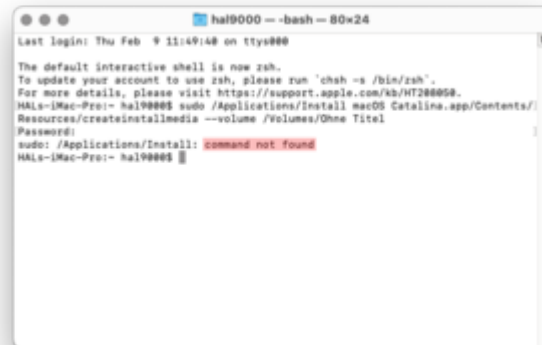 hal9000 — -bash — 80×24
Last login: Thu Feb  9 11:49:40 on ttys000
The default interactive shell is now zsh.
To update your account to use zsh, please run `chsh -s /bin/zsh`.
For more details, please visit https://support.apple.com/kb/HT208050.
HALs-iMac-Pro:~ hal9000$ sudo /Applications/Install macOS Catalina.app/Contents/
Resources/createinstallmedia --volume /Volumes/Ohne Titel
Password:
sudo: /Applications/Install: command not found
HALs-iMac-Pro:~ hal9000$